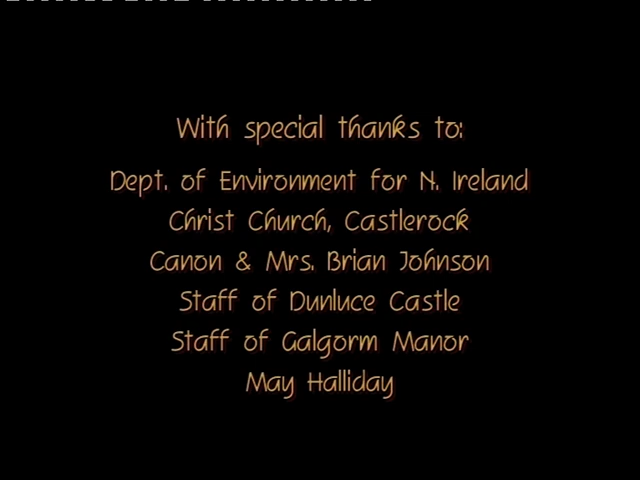 With special thanks to:
Dept. of Environment for N. Ireland
Christ Church, Castlerock
Canon & Mrs. Brian Johnson
Staff of Dunluce Castle
Staff of Galgorm Manor
May Halliday